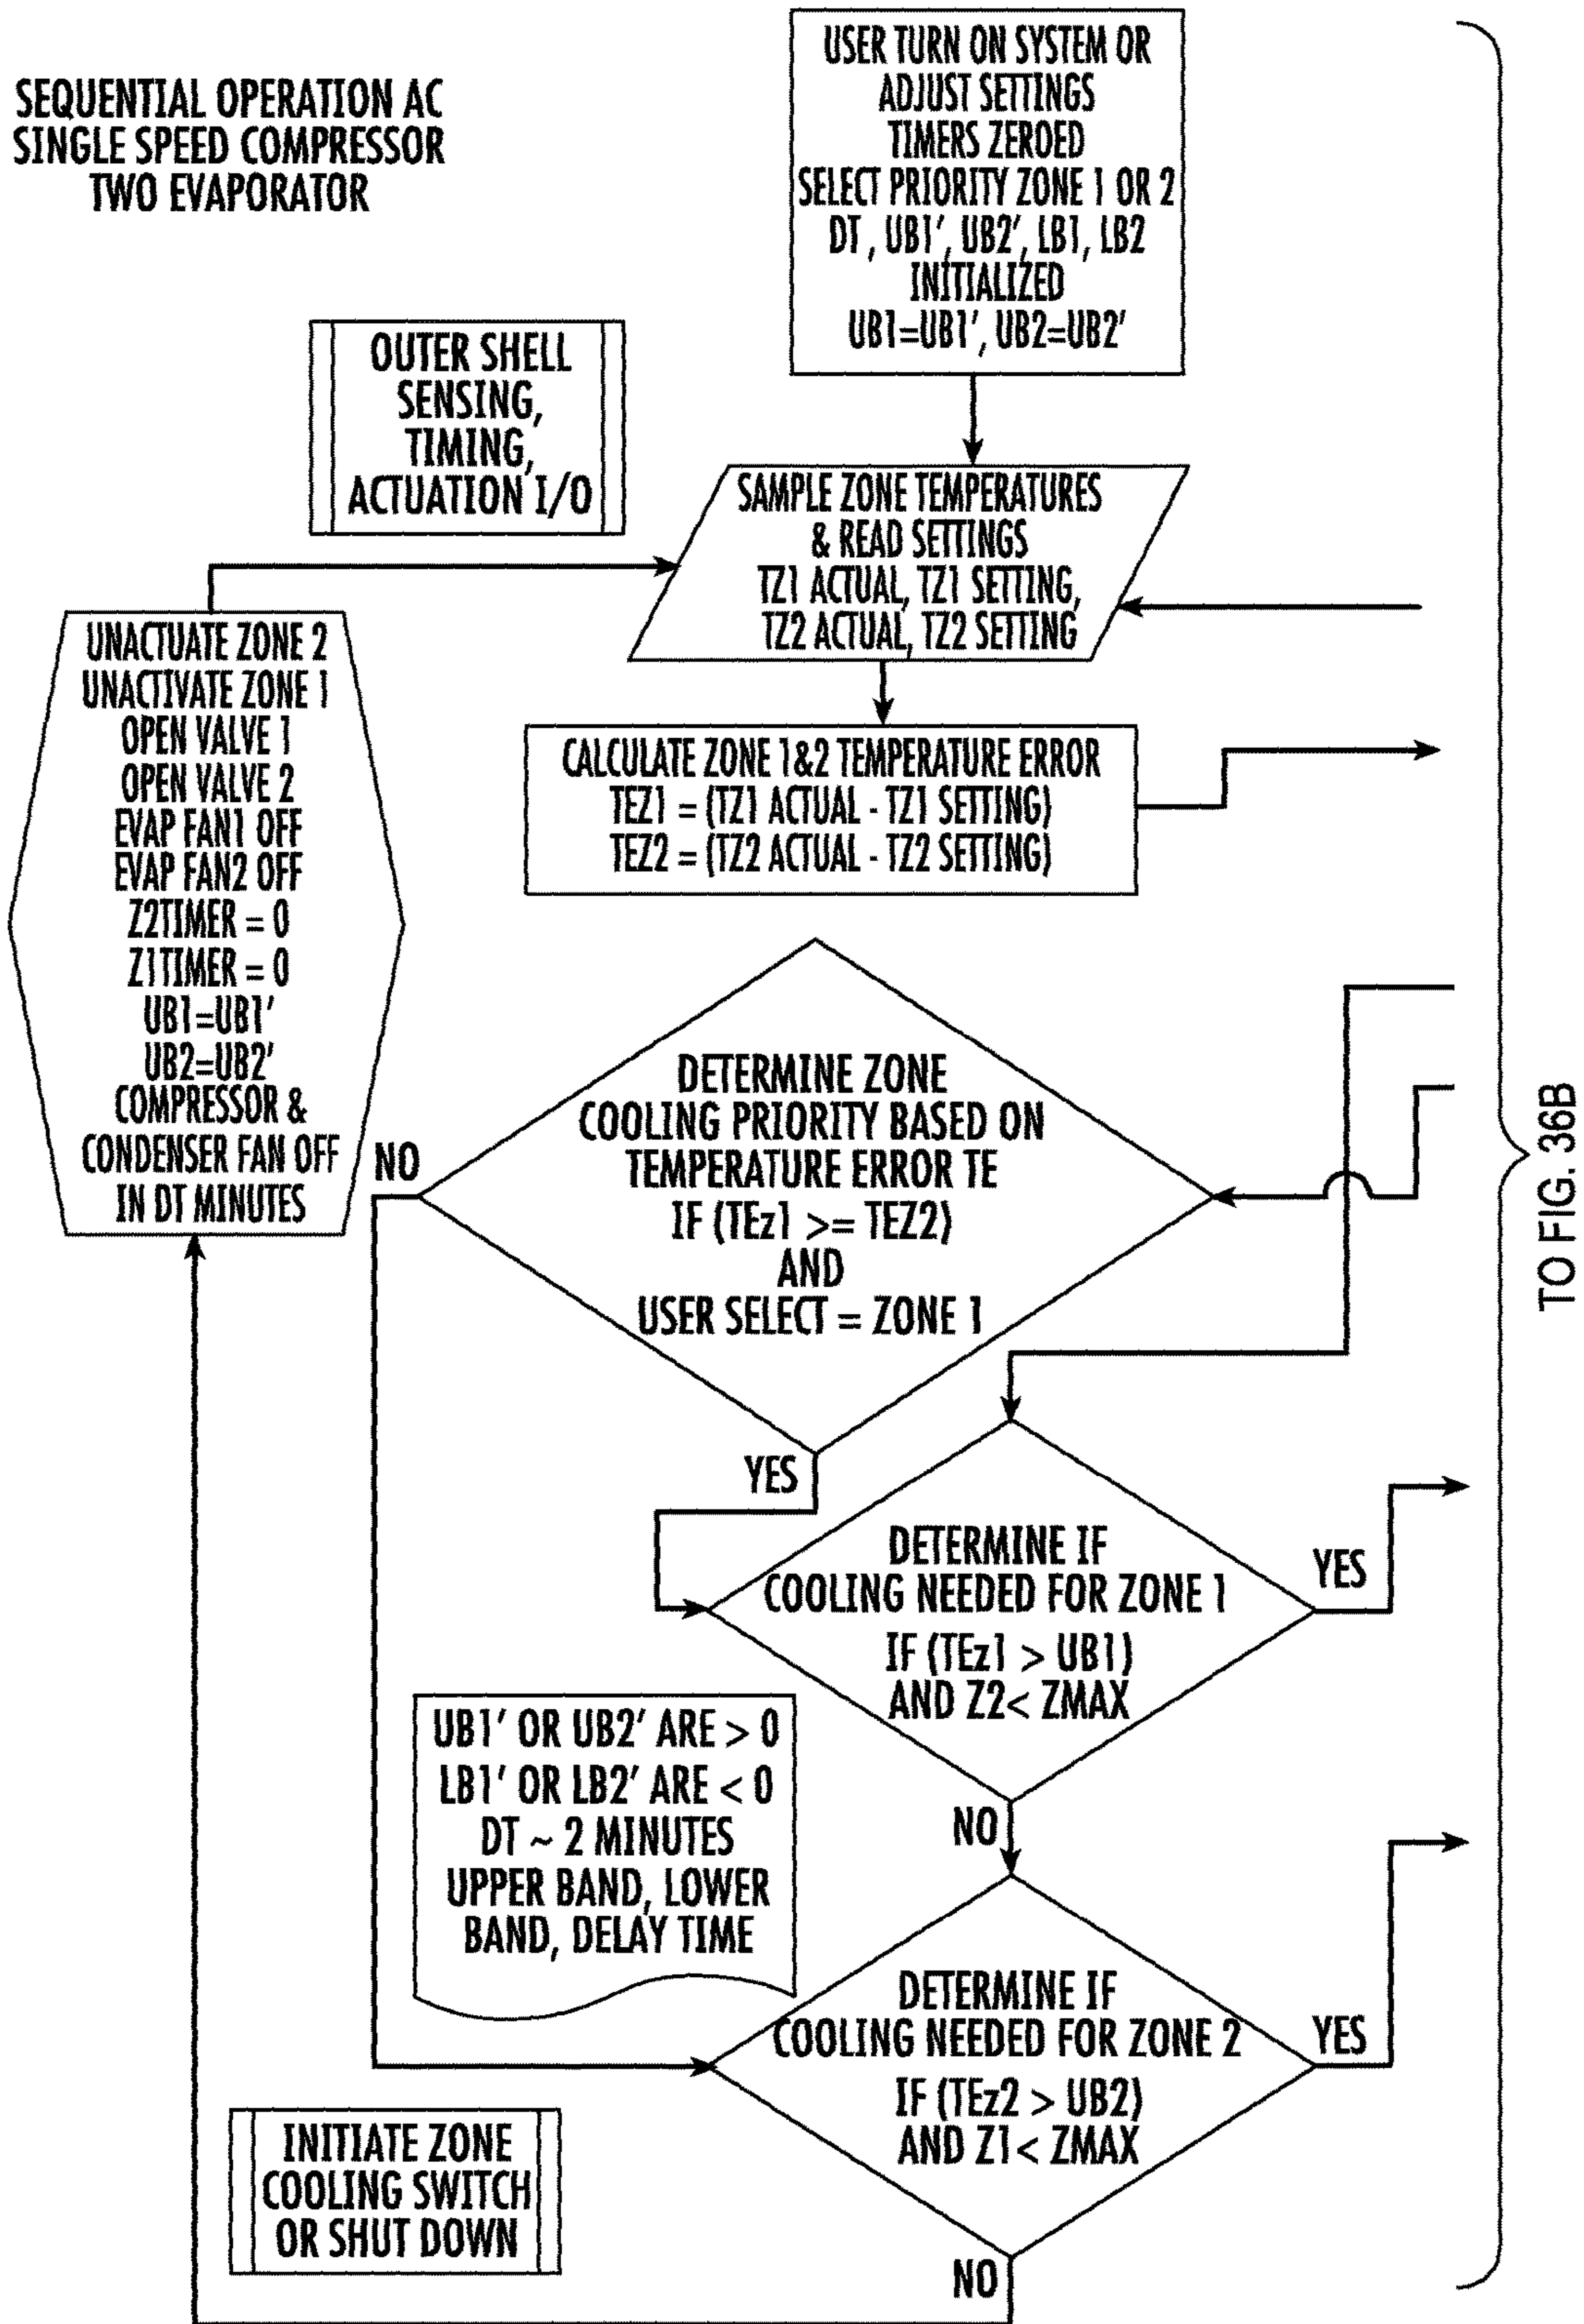 SEQUENTIAL OPERATION AC
SINGLE SPEED COMPRESSOR
TWO EVAPORATOR
USER TURN ON SYSTEM OR
ADJUST SETTINGS
TIMERS ZEROED
SELECT PRIORITY ZONE 1 OR 2
DT, UB1', UB2', LB1, LB2
INITIALIZED
UB1=UB1', UB2=UB2'
OUTER SHELL
SENSING,
TIMING,
ACTUATION I/O
SAMPLE ZONE TEMPERATURES
& READ SETTINGS
TZ1 ACTUAL, TZ1 SETTING,
TZ2 ACTUAL, TZ2 SETTING
UNACTUATE ZONE 2
UNACTIVATE ZONE 1
OPEN VALVE 1
OPEN VALVE 2
EVAP FAN1 OFF
EVAP FAN2 OFF
Z2TIMER = 0
Z1TIMER = 0
UB1=UB1'
UB2=UB2'
COMPRESSOR &
CONDENSER FAN OFF
IN DT MINUTES
CALCULATE ZONE 1&2 TEMPERATURE ERROR
TEZ1 = (TZ1 ACTUAL - TZ1 SETTING)
TEZ2 = (TZ2 ACTUAL - TZ2 SETTING)
DETERMINE ZONE
COOLING PRIORITY BASED ON
TEMPERATURE ERROR TE
IF (TEz1 >= TEZ2)
AND
USER SELECT = ZONE 1
NO
YES
TO FIG. 36B
DETERMINE IF
COOLING NEEDED FOR ZONE 1
IF (TEz1 > UB1)
AND Z2< ZMAX
YES
NO
UB1' OR UB2' ARE > 0
LB1' OR LB2' ARE < 0
DT ~ 2 MINUTES
UPPER BAND, LOWER
BAND, DELAY TIME
DETERMINE IF
COOLING NEEDED FOR ZONE 2
IF (TEz2 > UB2)
AND Z1< ZMAX
YES
NO
INITIATE ZONE
COOLING SWITCH
OR SHUT DOWN